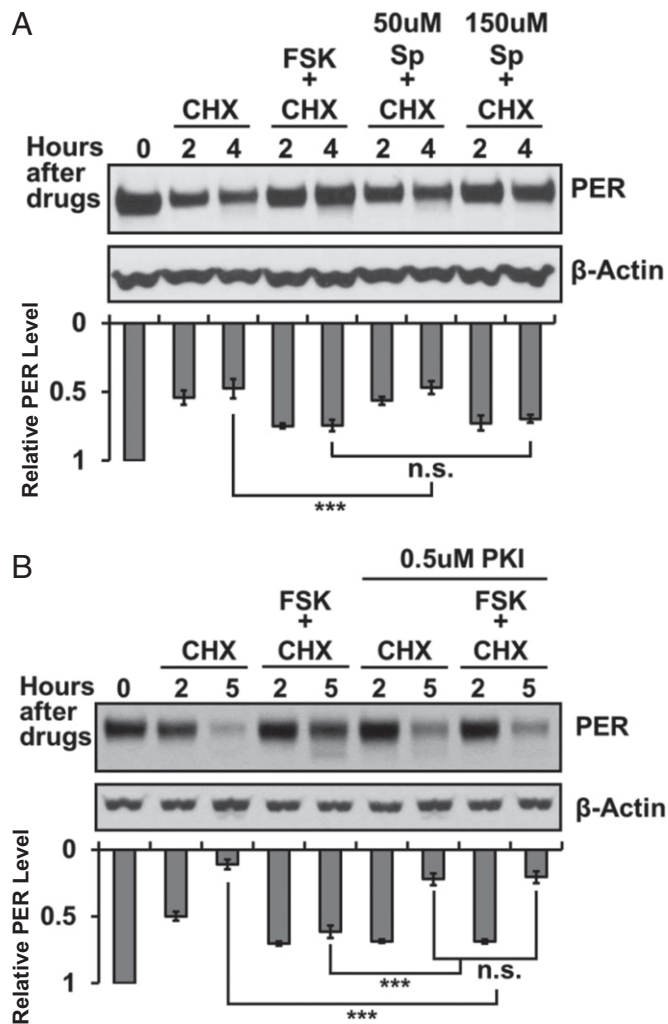 A
50uM 150uM
FSK Sp Sp
+ + +
CHX CHX CHX CHX
Hours after drugs
0 2 4 2 4 2 4 2 4
PER
β-Actin
Relative PER Level
0
0.5
1
n.s.
***
B
0.5uM PKI
FSK FSK
+ +
CHX CHX CHX CHX
Hours after drugs
0 2 5 2 5 2 5 2 5
PER
β-Actin
Relative PER Level
0
0.5
1
n.s.
***
***